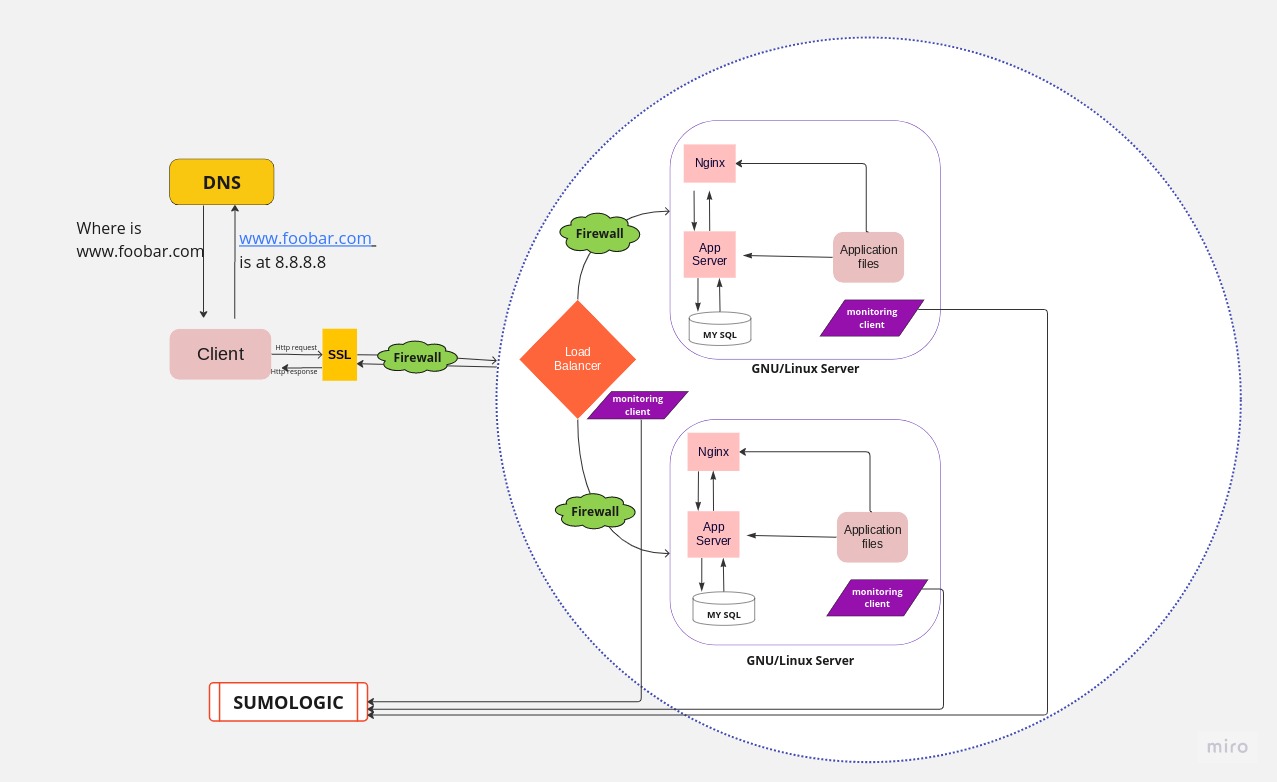 DNS
Where is
www.foobar.com
www.foobar.com
is at 8.8.8.8
Client
Http request
Http response
SSL
Firewall
Firewall
Load
Balancer
monitoring
client
Firewall
Nginx
App
Server
MY SQL
Application
files
monitoring
client
GNU/Linux Server
Nginx
App
Server
MY SQL
Application
files
monitoring
client
GNU/Linux Server
SUMOLOGIC
miro